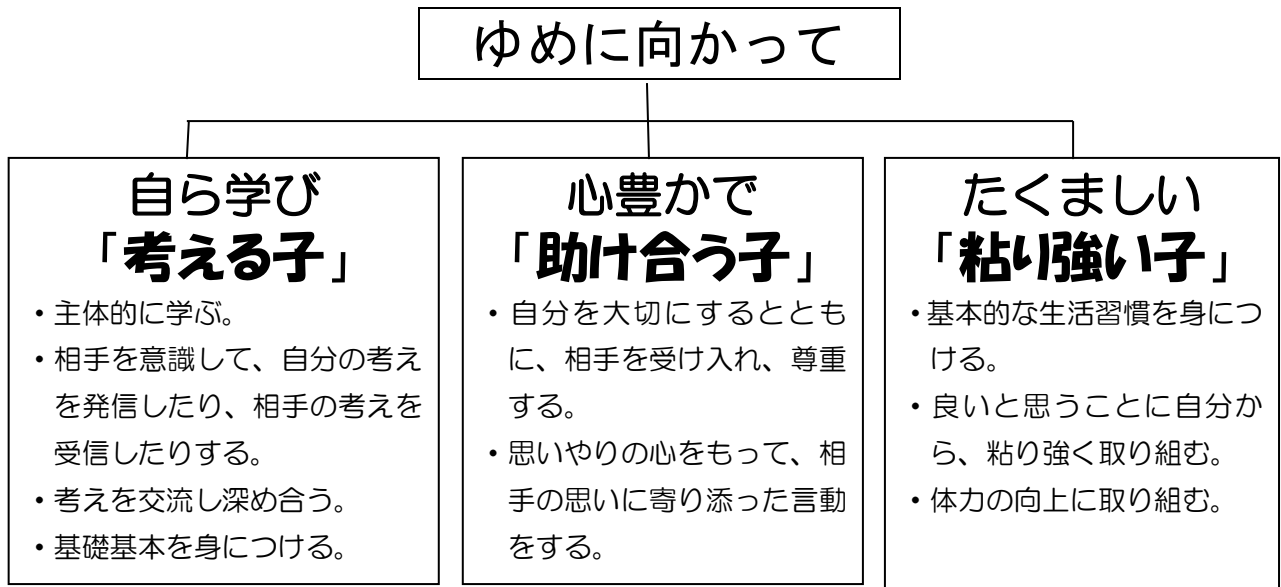 ゆめに向かって
自ら学び
「考える子」
・主体的に学ぶ。
・相手を意識して、自分の考え
を発信したり、相手の考えを
受信したりする。
・考えを交流し深め合う。
・基礎基本を身につける。
心豊かで
「助け合う子」
・自分を大切にするととも
に、相手を受け入れ、尊重
する。
・思いやりの心をもって、相
手の思いに寄り添った言動
をする。
たくましい
「粘り強い子」
・基本的な生活習慣を身につ
ける。
・良いと思うことに自分か
ら、粘り強く取り組む。
・体力の向上に取り組む。